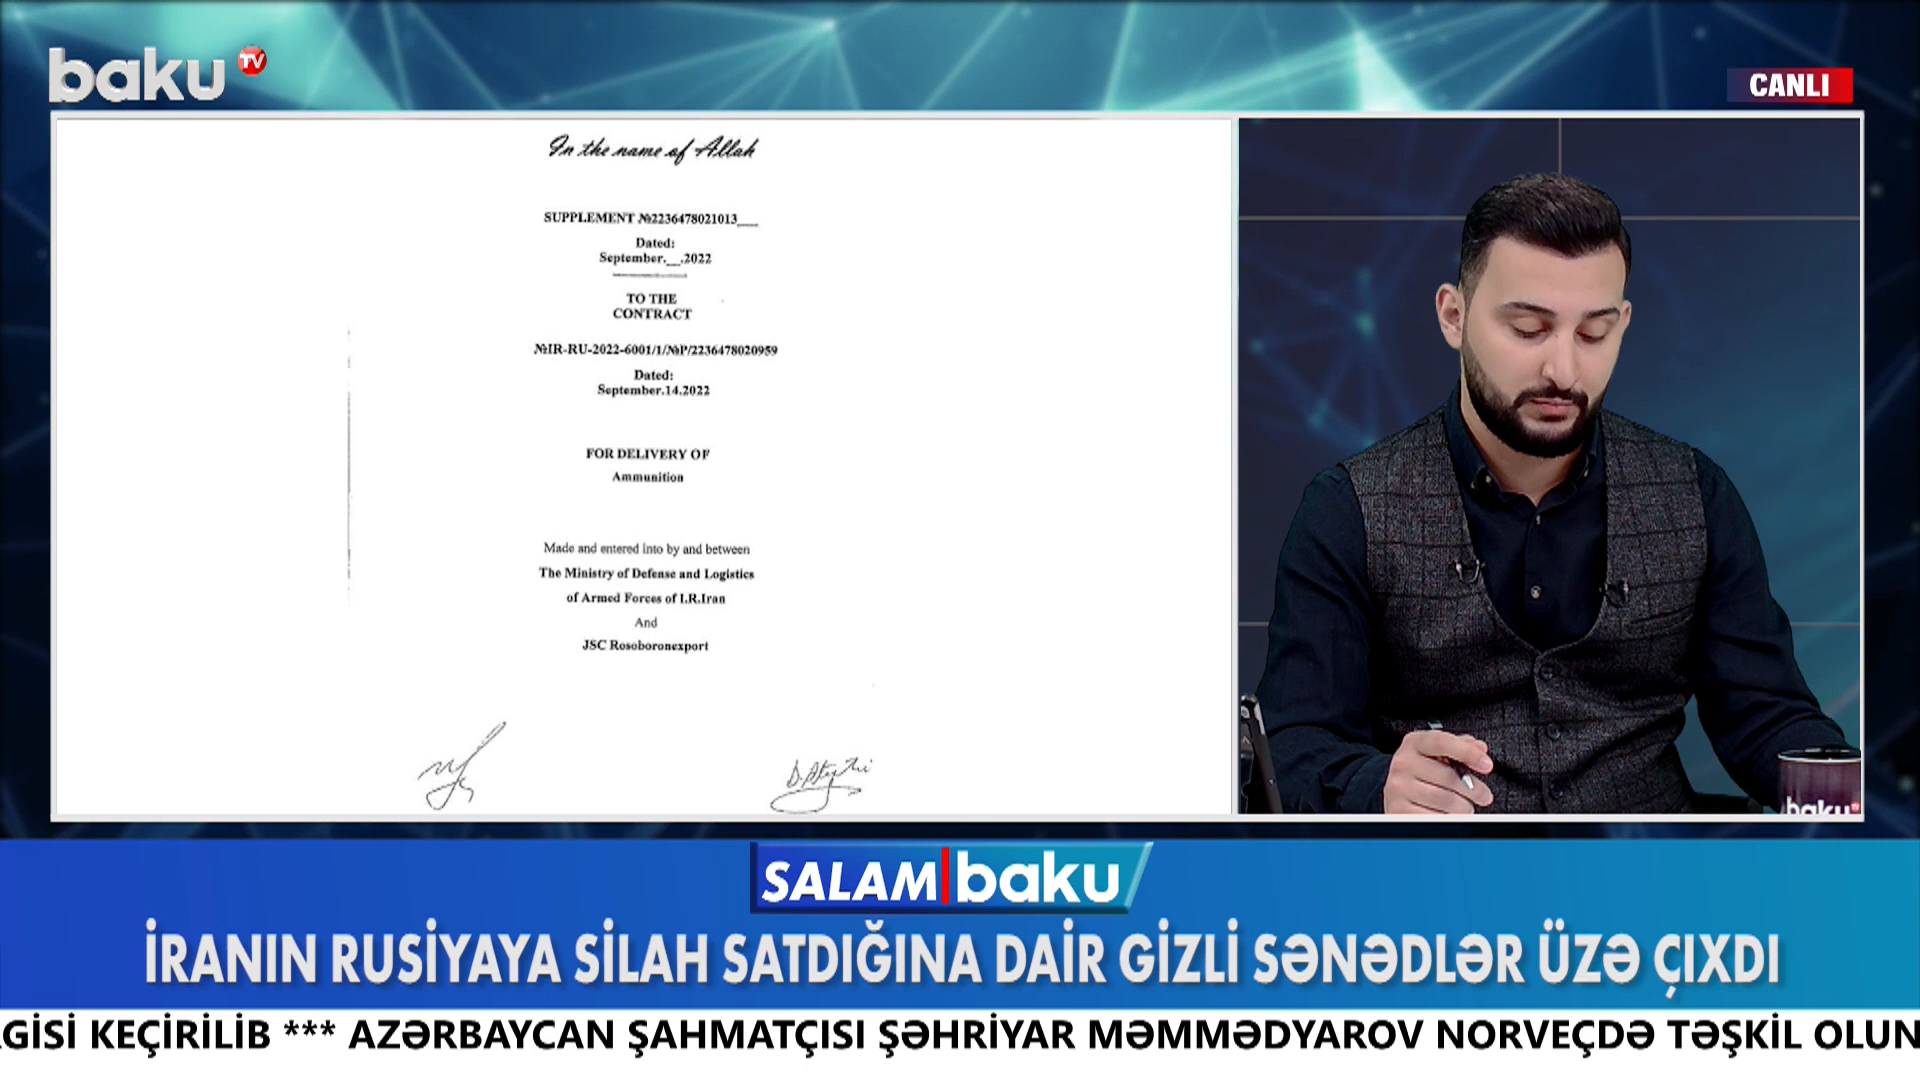 baku TV
CANLI
In the name of Allah
SUPPLEMENT №2236478021013___
Dated:
September.__.2022
TO THE
CONTRACT
№IR-RU-2022-6001/1/№P/2236478020959
Dated:
September.14.2022
FOR DELIVERY OF
Ammunition
Made and entered into by and between
The Ministry of Defense and Logistics
of Armed Forces of I.R.Iran
And
JSC Rosoboronexport
baku
SALAM baku
İRANIN RUSİYAYA SİLAH SATDIĞINA DAİR GİZLİ SƏNƏDLƏR ÜZƏ ÇIXDI
GİSİ KEÇİRİLİB *** AZƏRBAYCAN ŞAHMATÇISI ŞƏHRİYAR MƏMMƏDYAROV NORVEÇDƏ TƏŞKİL OLUN